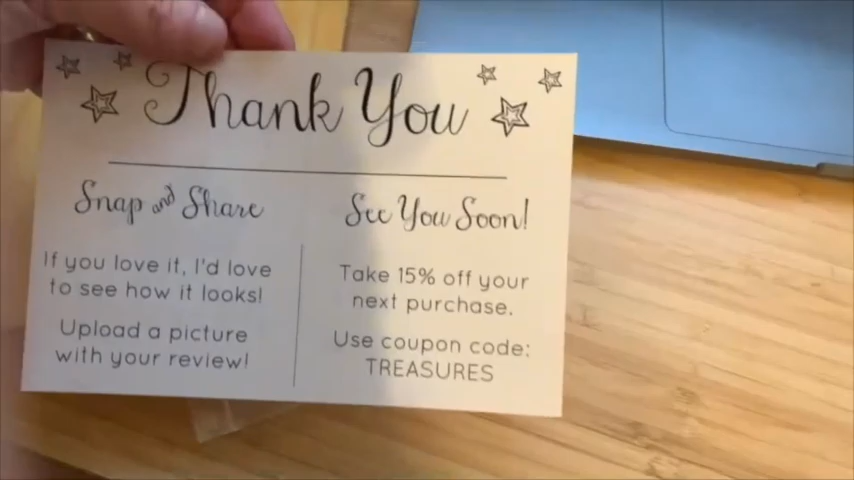 Thank You
Snap and Share
If you love it, I'd love
to see how it looks!
Upload a picture
with your review!
See You Soon!
Take 15% off your
next purchase.
Use coupon code:
TREASURES